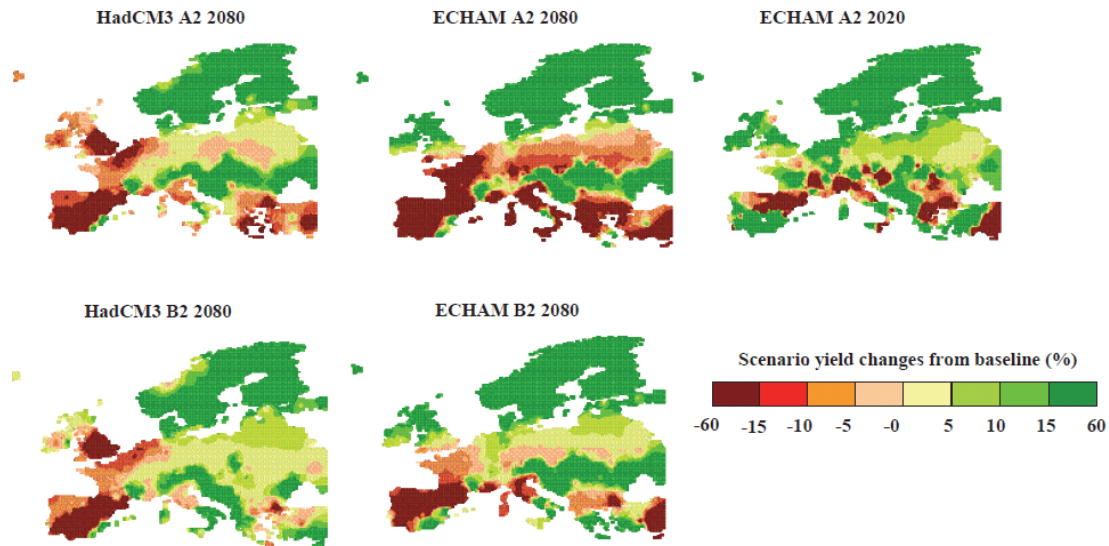 HadCM3 A2 2080
ECHAM A2 2080
ECHAM A2 2020
HadCM3 B2 2080
ECHAM B2 2080
Scenario yield changes from baseline (%)
-60 -15 -10 -5 -0 5 10 15 60